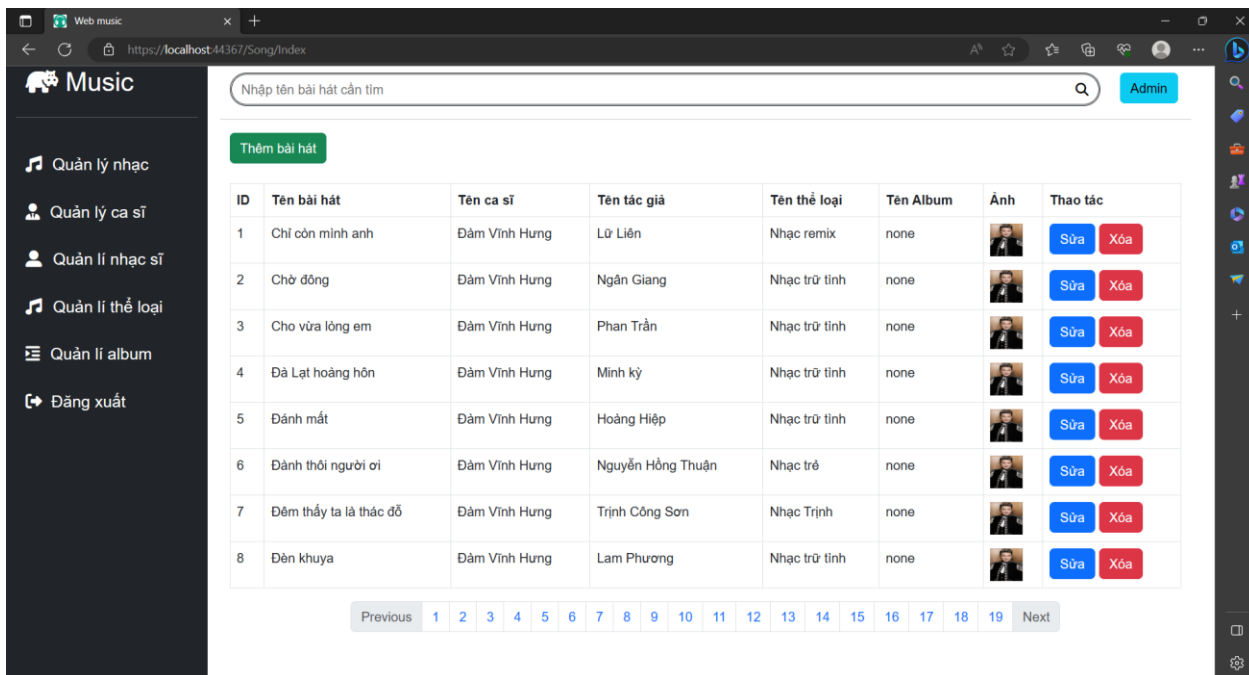 Web music
https://localhost:44367/Song/Index
Music
Nhập tên bài hát cần tìm
Admin
Quản lý nhạc
Quản lý ca sĩ
Quản lí nhạc sĩ
Quản lí thể loại
Quản lí album
Đăng xuất
Thêm bài hát
ID Tên bài hát Tên ca sĩ Tên tác giả Tên thể loại Tên Album Ảnh Thao tác
1 Chỉ còn mình anh Đàm Vĩnh Hưng Lữ Liên Nhạc remix none Sửa Xóa
2 Chờ đông Đàm Vĩnh Hưng Ngân Giang Nhạc trữ tình none Sửa Xóa
3 Cho vừa lòng em Đàm Vĩnh Hưng Phan Trần Nhạc trữ tình none Sửa Xóa
4 Đà Lạt hoàng hôn Đàm Vĩnh Hưng Minh kỳ Nhạc trữ tình none Sửa Xóa
5 Đánh mất Đàm Vĩnh Hưng Hoàng Hiệp Nhạc trữ tình none Sửa Xóa
6 Đành thôi người ơi Đàm Vĩnh Hưng Nguyễn Hồng Thuận Nhạc trẻ none Sửa Xóa
7 Đêm thấy ta là thác đỗ Đàm Vĩnh Hưng Trịnh Công Sơn Nhạc Trịnh none Sửa Xóa
8 Đèn khuya Đàm Vĩnh Hưng Lam Phương Nhạc trữ tình none Sửa Xóa
Previous 1 2 3 4 5 6 7 8 9 10 11 12 13 14 15 16 17 18 19 Next